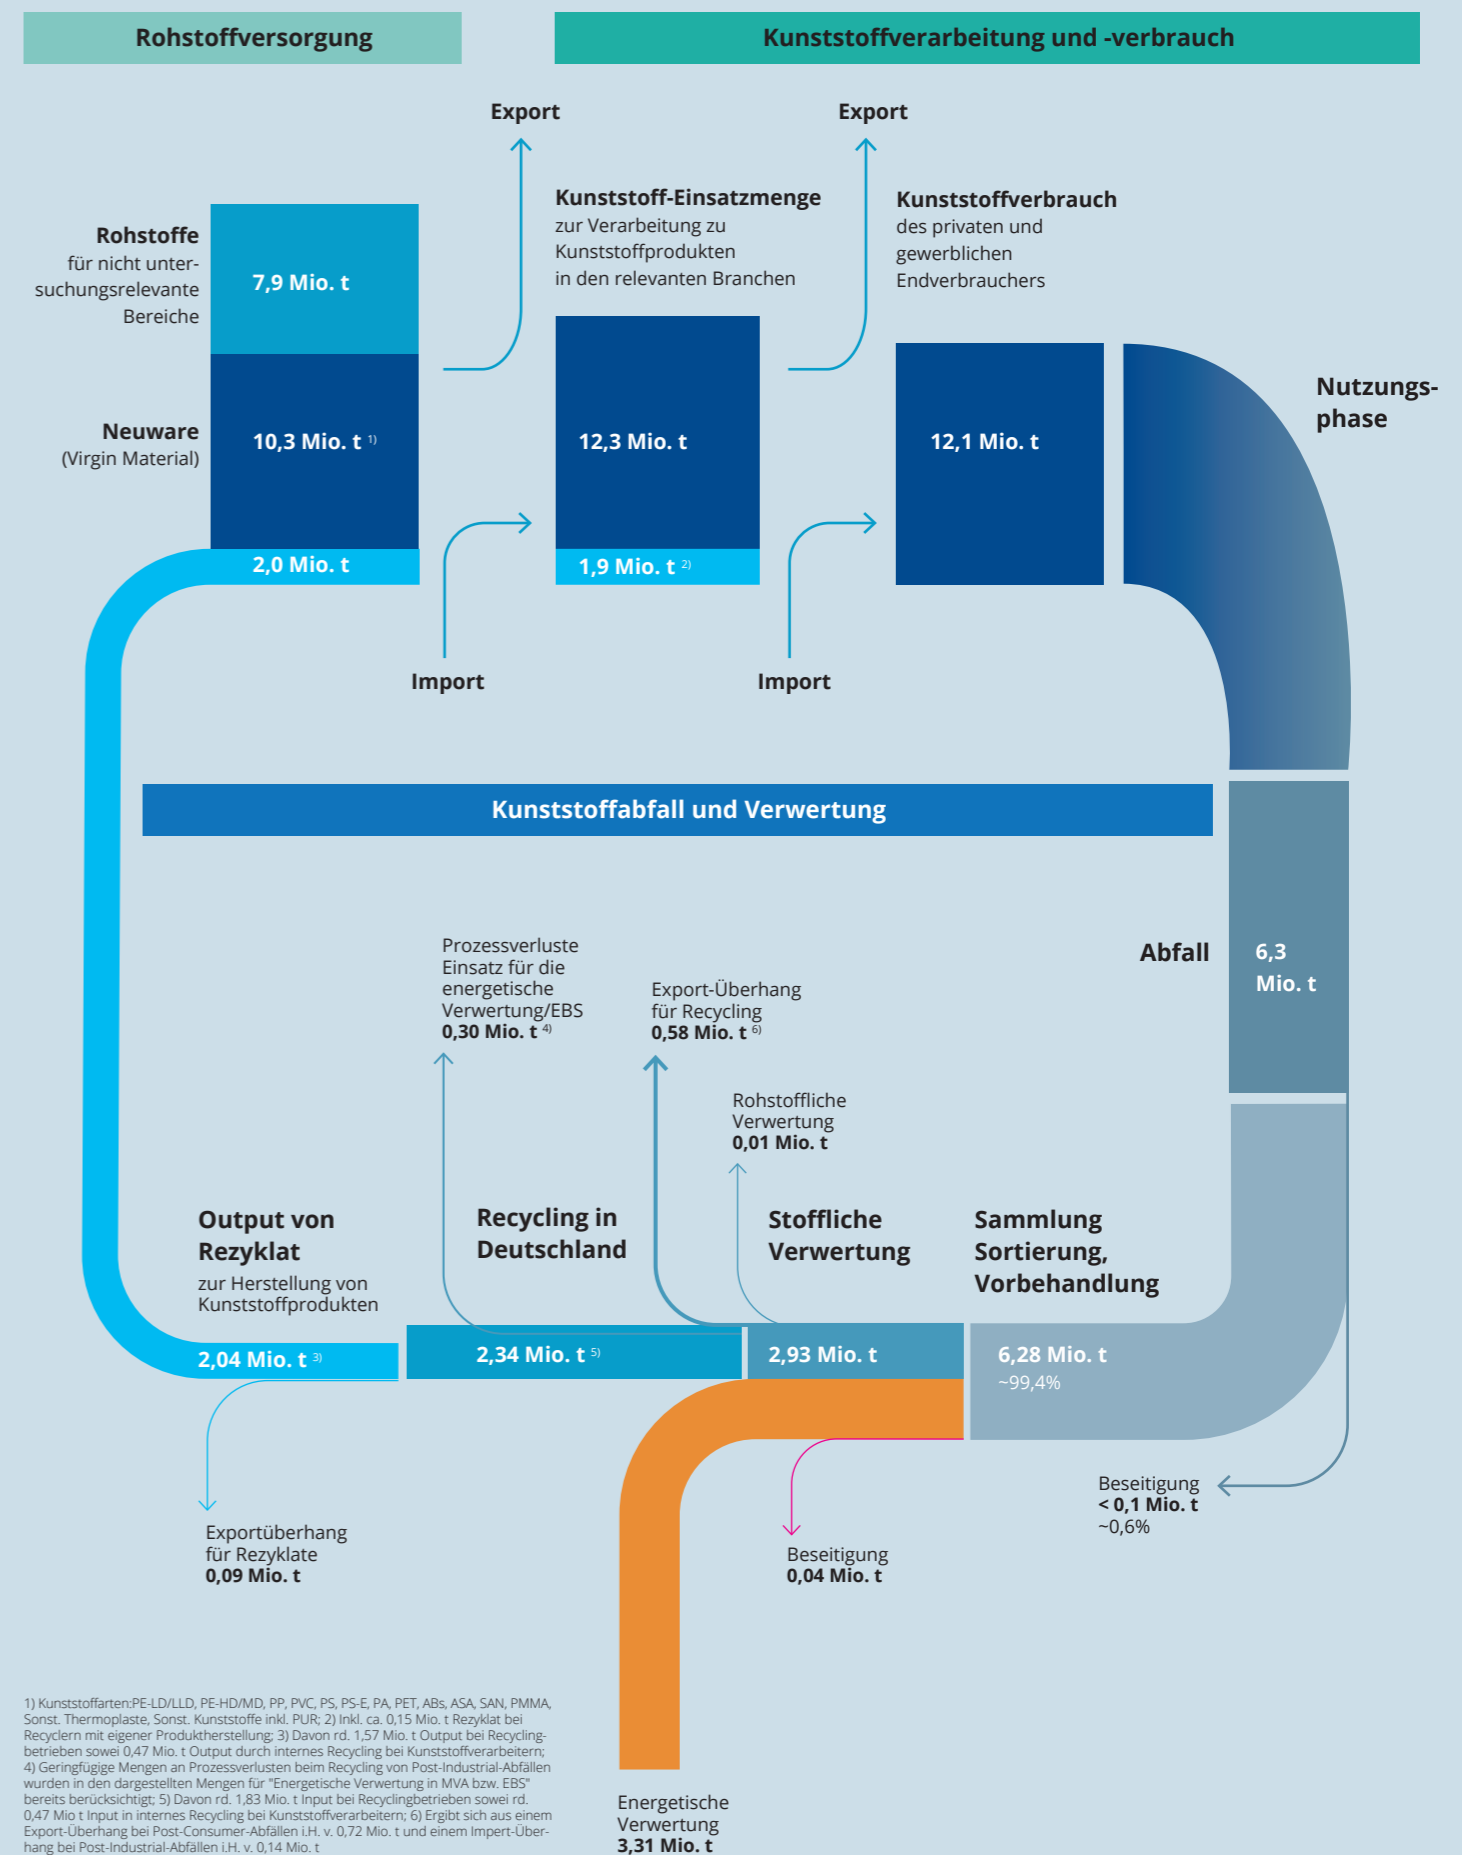 Rohstoffversorgung
Kunststoffverarbeitung und -verbrauch
Export
Export
Rohstoffe
für nicht unter-
suchungsrelevante
Bereiche
7,9 Mio. t
Kunststoff-Einsatzmenge
zur Verarbeitung zu
Kunststoffprodukten
in den relevanten Branchen
Kunststoffverbrauch
des privaten und
gewerblichen
Endverbrauchers
Nutzungs-
phase
Neuware
(Virgin Material)
10,3 Mio. t 1)
12,3 Mio. t
12,1 Mio. t
2,0 Mio. t
1,9 Mio. t 2)
Import
Import
Kunststoffabfall und Verwertung
Abfall
6,3
Mio. t
Prozessverluste
Einsatz für die
energetische
Verwertung/EBS
0,30 Mio. t 4)
Export-Überhang
für Recycling
0,58 Mio. t 6)
Rohstoffliche
Verwertung
0,01 Mio. t
Output von
Rezyklat
zur Herstellung von
Kunststoffprodukten
Recycling in
Deutschland
Stoffliche
Verwertung
Sammlung
Sortierung,
Vorbehandlung
2,04 Mio. t 3)
2,34 Mio. t 5)
2,93 Mio. t
6,28 Mio. t
~99,4%
Beseitigung
< 0,1 Mio. t
~0,6%
Exportüberhang
für Rezyklate
0,09 Mio. t
Beseitigung
0,04 Mio. t
Energetische
Verwertung
3,31 Mio. t
1) Kunststoffarten:PE-LD/LLD, PE-HD/MD, PP, PVC, PS, PS-E, PA, PET, ABs, ASA, SAN, PMMA,
Sonst. Thermoplaste, Sonst. Kunststoffe inkl. PUR; 2) Inkl. ca. 0,15 Mio. t Rezyklat bei
Recyclern mit eigener Produktherstellung; 3) Davon rd. 1,57 Mio. t Output bei Recycling-
betrieben sowei 0,47 Mio. t Output durch internes Recycling bei Kunststoffverarbeitern;
4) Geringfügige Mengen an Prozessverlusten beim Recycling von Post-Industrial-Abfällen
wurden in den dargestellten Mengen für "Energetische Verwertung in MVA bzw. EBS"
bereits berücksichtigt; 5) Davon rd. 1,83 Mio. t Input bei Recyclingbetrieben sowei rd.
0,47 Mio t Input in internes Recycling bei Kunststoffverarbeitern; 6) Ergibt sich aus einem
Export-Überhang bei Post-Consumer-Abfällen i.H. v. 0,72 Mio. t und einem Impert-Über-
hang bei Post-Industrial-Abfällen i.H. v. 0,14 Mio. t